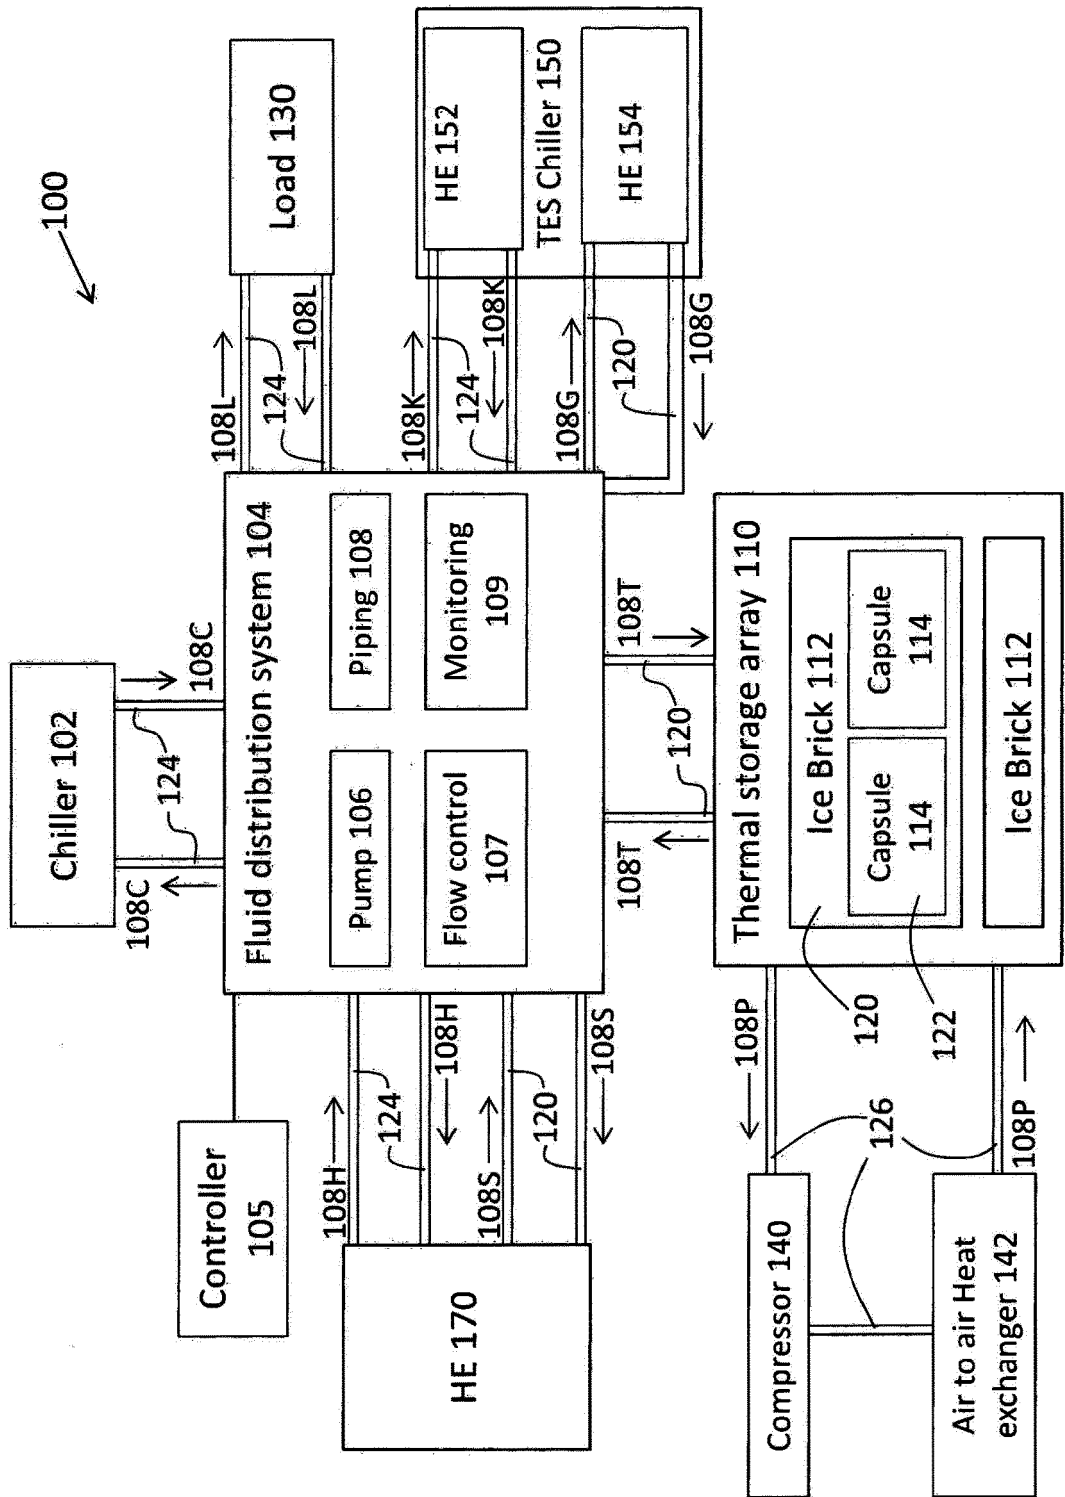 100
Chiller 102
108C
108C
124
Controller
105
Fluid distribution system 104
Pump 106
Piping 108
Flow control
107
Monitoring
109
Load 130
108L
124
108L
HE 152
TES Chiller 150
HE 154
108K
124
108K
108G
120
108G
HE 170
108H
124
108H
108S
120
108S
108T
120
108T
Thermal storage array 110
Ice Brick 112
Capsule
114
Capsule
114
Ice Brick 112
120
122
108P
126
108P
Compressor 140
Air to air Heat
exchanger 142